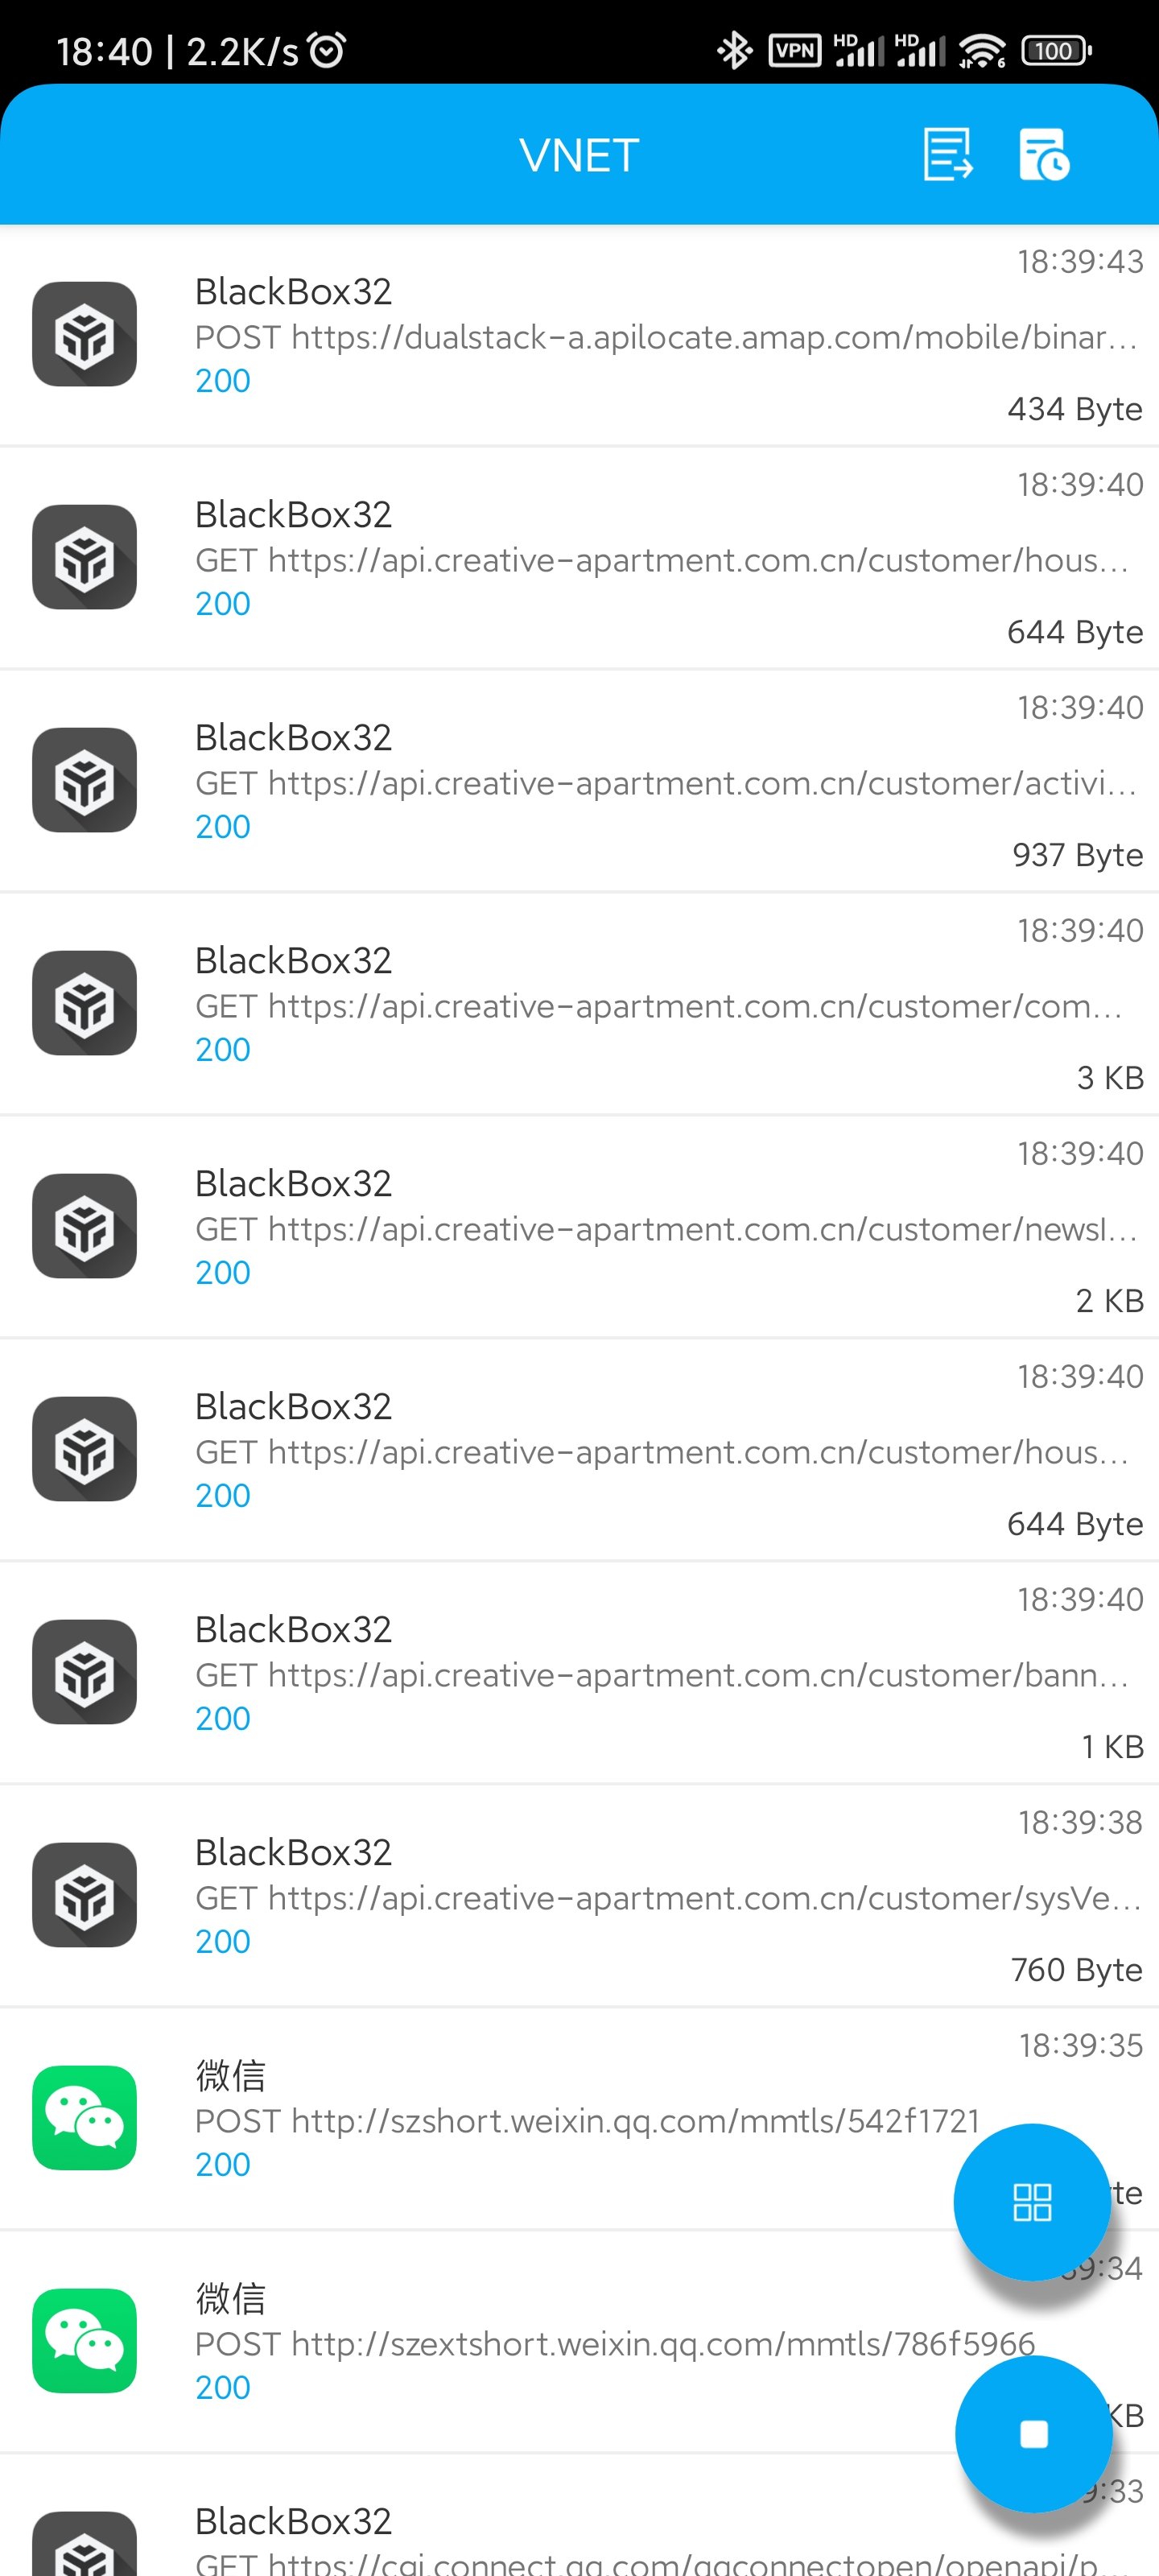 18:40 | 2.2K/s
VPN HD HD 6 100
VNET
18:39:43
BlackBox32
POST https://dualstack-a.apilocate.amap.com/mobile/binar...
200
434 Byte
18:39:40
BlackBox32
GET https://api.creative-apartment.com.cn/customer/hous...
200
644 Byte
18:39:40
BlackBox32
GET https://api.creative-apartment.com.cn/customer/activi...
200
937 Byte
18:39:40
BlackBox32
GET https://api.creative-apartment.com.cn/customer/com...
200
3 KB
18:39:40
BlackBox32
GET https://api.creative-apartment.com.cn/customer/newsl...
200
2 KB
18:39:40
BlackBox32
GET https://api.creative-apartment.com.cn/customer/hous...
200
644 Byte
18:39:40
BlackBox32
GET https://api.creative-apartment.com.cn/customer/bann...
200
1 KB
18:39:38
BlackBox32
GET https://api.creative-apartment.com.cn/customer/sysVe...
200
760 Byte
18:39:35
微信
POST http://szshort.weixin.qq.com/mmtls/542f1721
200
te
39:34
微信
POST http://szextshort.weixin.qq.com/mmtls/786f5966
200
KB
9:33
BlackBox32
GET https://cgi.connect.qq.com/qqconnectopen/openapi/p...